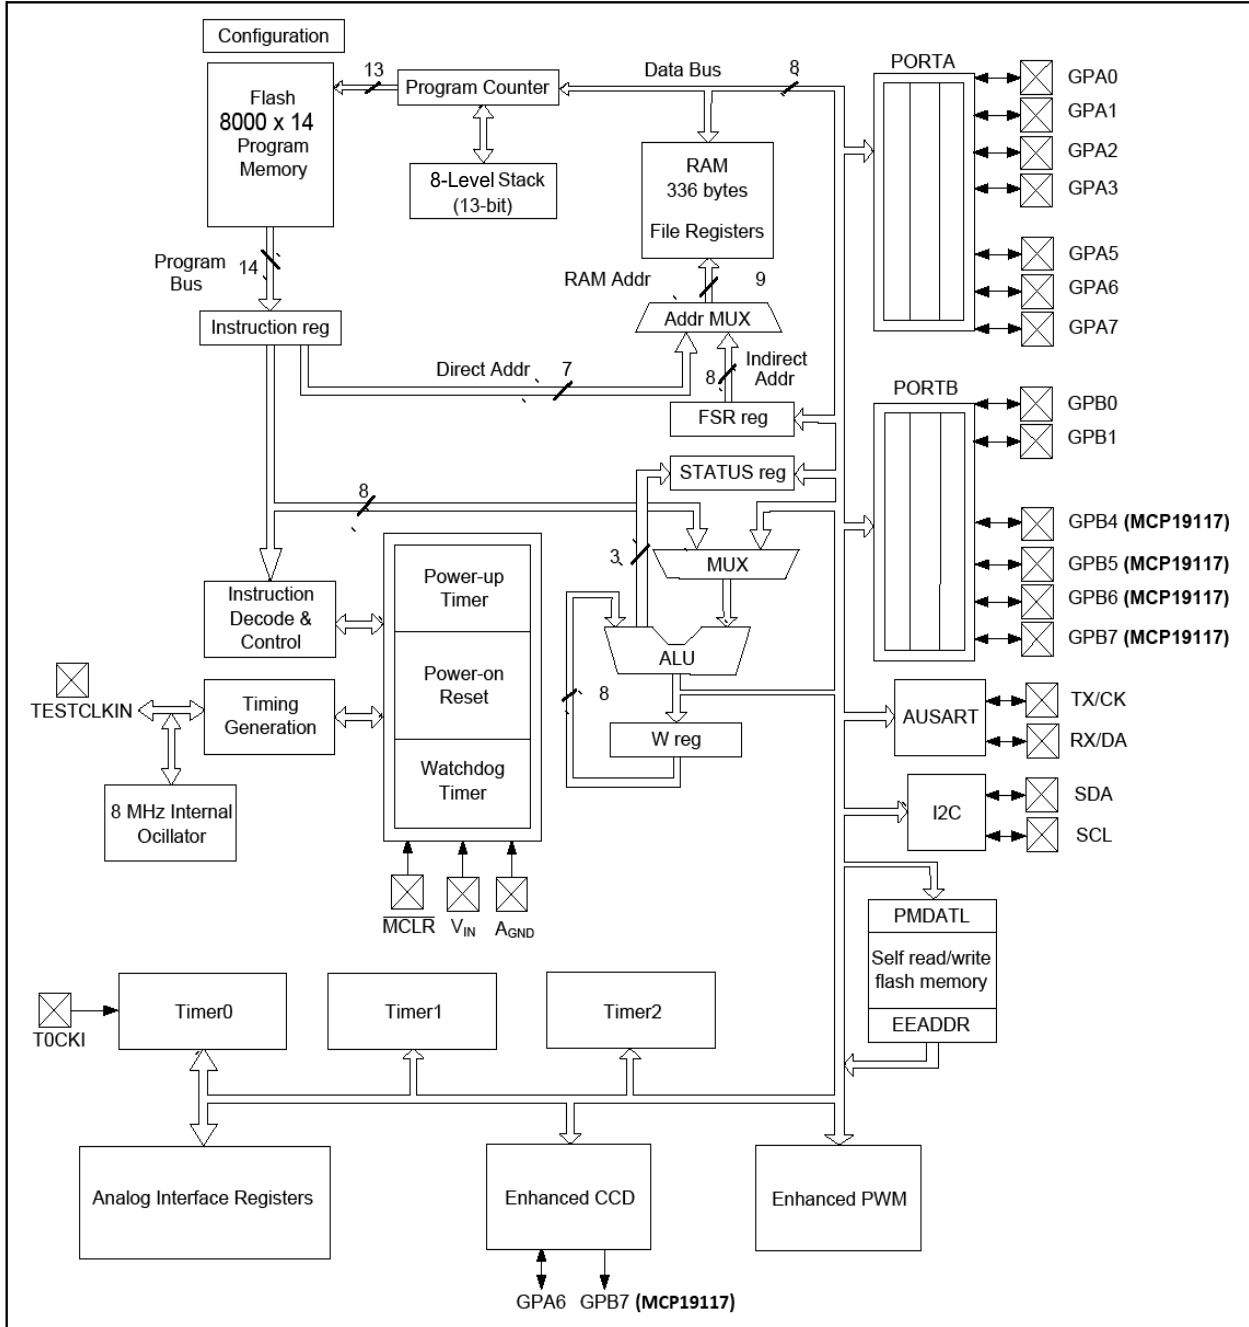 Configuration
Flash
8000 x 14
Program
Memory
13
Program Counter
Data Bus
8
8-Level Stack
(13-bit)
RAM
336 bytes
File Registers
Program
Bus
14
RAM Addr
9
Instruction reg
Addr MUX
Direct Addr
7
8
Indirect
Addr
FSR reg
STATUS reg
8
3
MUX
Instruction
Decode &
Control
Power-up
Timer
ALU
Power-on
Reset
8
TESTCLKIN
Timing
Generation
W reg
Watchdog
Timer
8 MHz Internal
Ocillator
MCLR
VIN
AGND
PORTA
GPA0
GPA1
GPA2
GPA3
GPA5
GPA6
GPA7
PORTB
GPB0
GPB1
GPB4 (MCP19117)
GPB5 (MCP19117)
GPB6 (MCP19117)
GPB7 (MCP19117)
AUSART
TX/CK
RX/DA
I2C
SDA
SCL
PMDATL
Self read/write
flash memory
EEADDR
T0CKI
Timer0
Timer1
Timer2
Analog Interface Registers
Enhanced CCD
Enhanced PWM
GPA6
GPB7 (MCP19117)